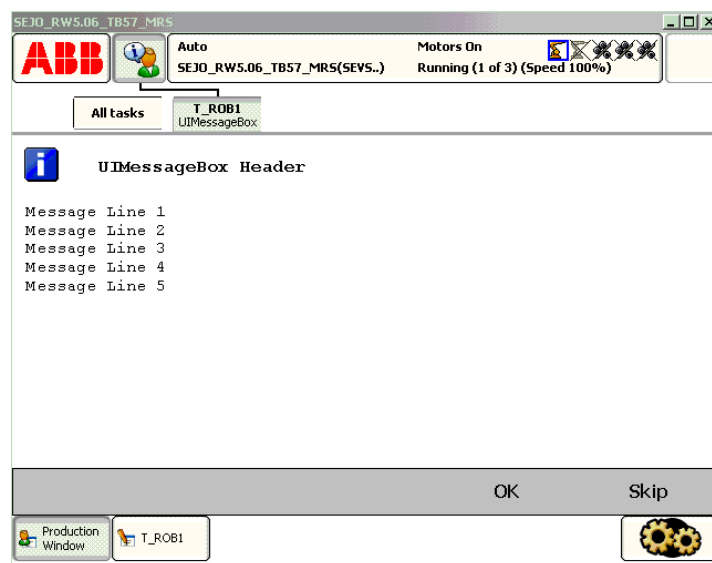 SEJO_RW5.06_TB57_MRS
ABB
Auto
SEJO_RW5.06_TB57_MRS(SEVS..)
Motors On
Running (1 of 3) (Speed 100%)
All tasks
T_ROB1
UIMessageBox
UIMessageBox Header
Message Line 1
Message Line 2
Message Line 3
Message Line 4
Message Line 5
OK
Skip
Production
Window
T_ROB1